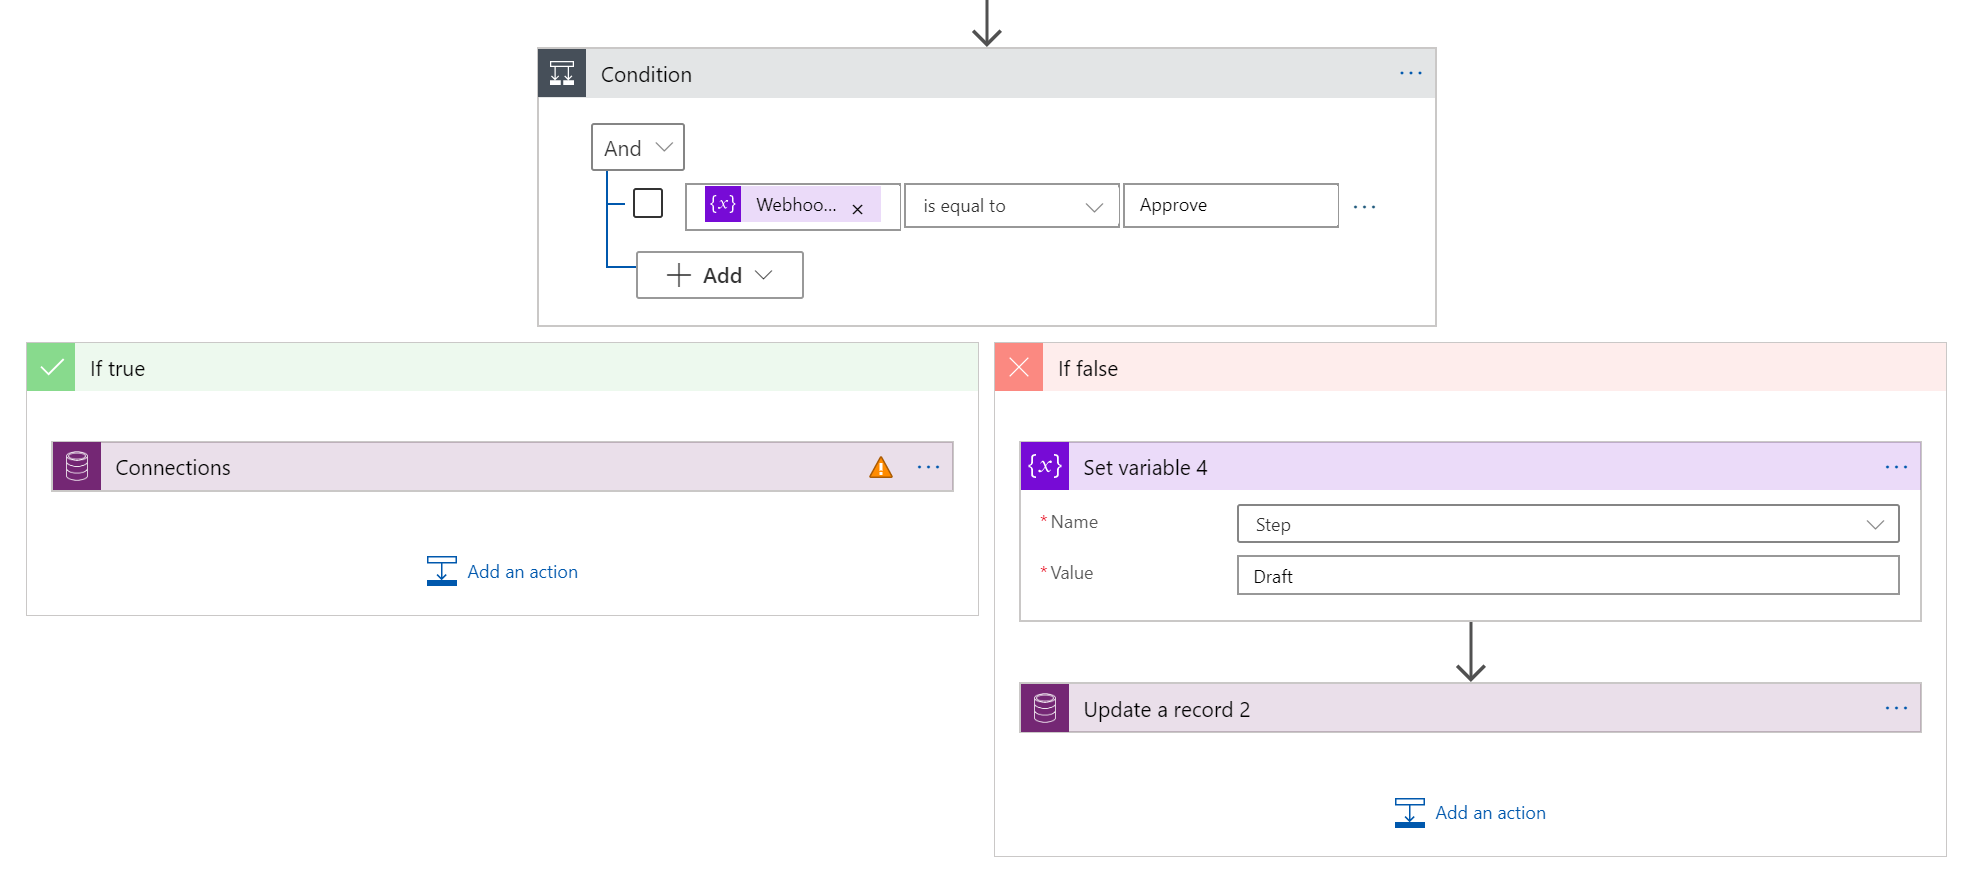 Condition
And
{x} Webhoo... × is equal to Approve
Add
If true
Connections
Add an action
If false
{x} Set variable 4
* Name Step
* Value Draft
Update a record 2
Add an action